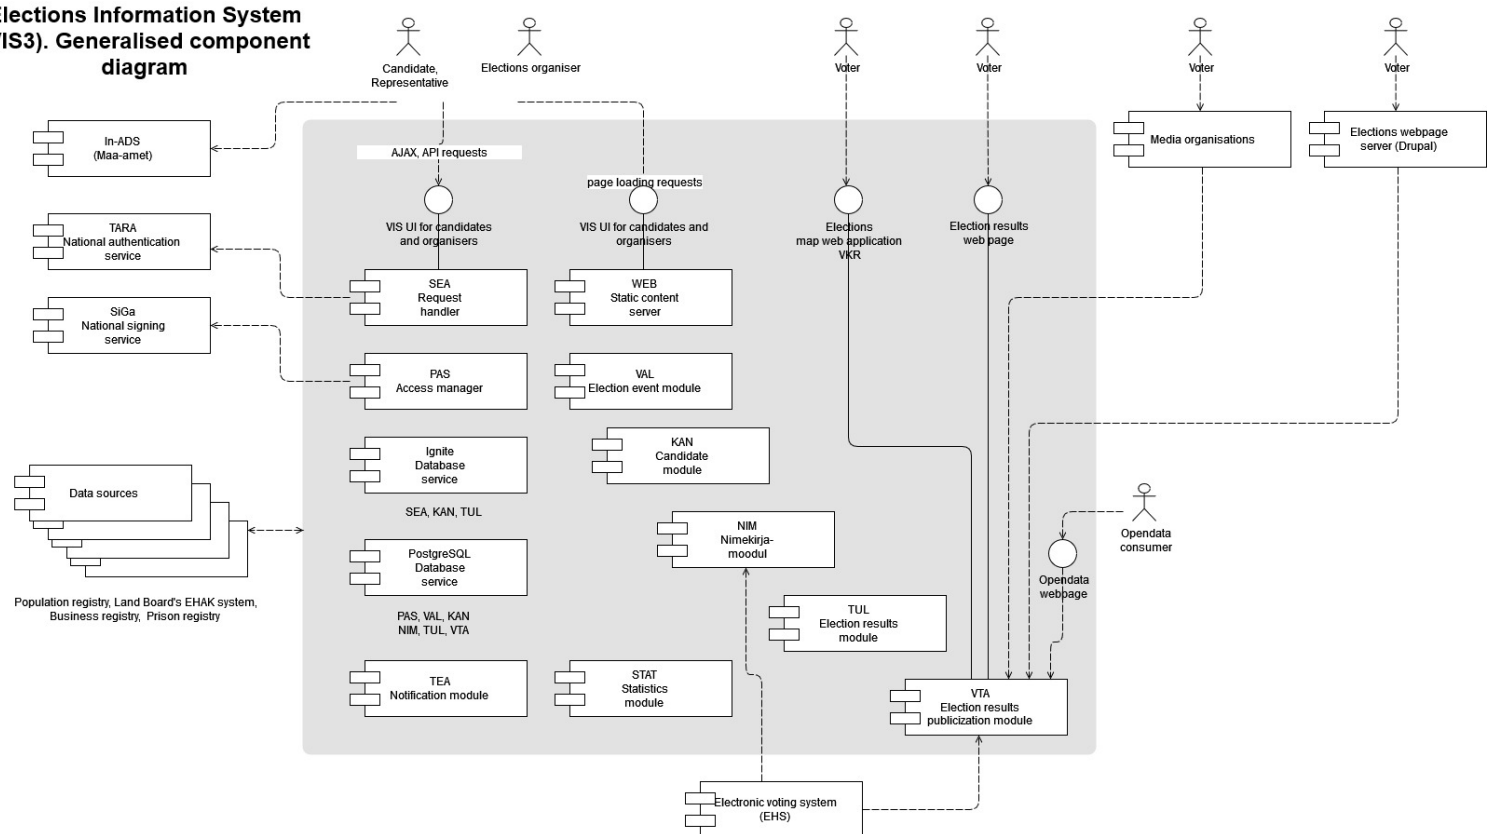 Elections Information System
(VIS3). Generalised component
diagram
Candidate,
Representative
Elections organiser
Voter
Voter
Voter
Voter
In-ADS
(Maa-amet)
AJAX, API requests
page loading requests
Media organisations
Elections webpage
server (Drupal)
TARA
National authentication
service
VIS UI for candidates
and organisers
VIS UI for candidates and
organisers
Elections
map web application
VKR
Election results
web page
SiGa
National signing
service
SEA
Request
handler
WEB
Static content
server
PAS
Access manager
VAL
Election event module
Ignite
Database
service
KAN
Candidate
module
Data sources
SEA, KAN, TUL
NIM
Nimekirja-
moodul
Opendata
consumer
PostgreSQL
Database
service
Opendata
webpage
Population registry, Land Board's EHAK system,
Business registry, Prison registry
PAS, VAL, KAN
NIM, TUL, VTA
TUL
Election results
module
TEA
Notification module
STAT
Statistics
module
VTA
Election results
publicization module
Electronic voting system
(EHS)